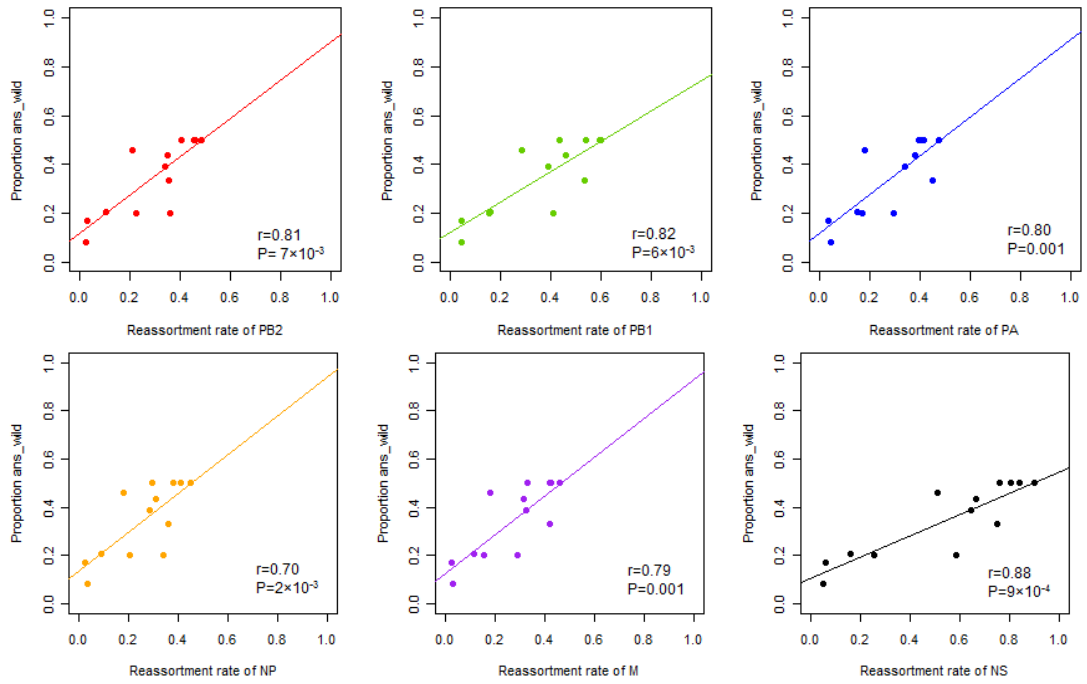 1.0
0.8
0.6
0.4
0.2
0.0
Proportion ans_wild
r=0.81
P= 7×10⁻³
0.0 0.2 0.4 0.6 0.8 1.0
Reassortment rate of PB2
1.0
0.8
0.6
0.4
0.2
0.0
Proportion ans_wild
r=0.82
P=6×10⁻³
0.0 0.2 0.4 0.6 0.8 1.0
Reassortment rate of PB1
1.0
0.8
0.6
0.4
0.2
0.0
Proportion ans_wild
r=0.80
P=0.001
0.0 0.2 0.4 0.6 0.8 1.0
Reassortment rate of PA
1.0
0.8
0.6
0.4
0.2
0.0
Proportion ans_wild
r=0.70
P=2×10⁻³
0.0 0.2 0.4 0.6 0.8 1.0
Reassortment rate of NP
1.0
0.8
0.6
0.4
0.2
0.0
Proportion ans_wild
r=0.79
P=0.001
0.0 0.2 0.4 0.6 0.8 1.0
Reassortment rate of M
1.0
0.8
0.6
0.4
0.2
0.0
Proportion ans_wild
r=0.88
P=9×10⁻⁴
0.0 0.2 0.4 0.6 0.8 1.0
Reassortment rate of NS